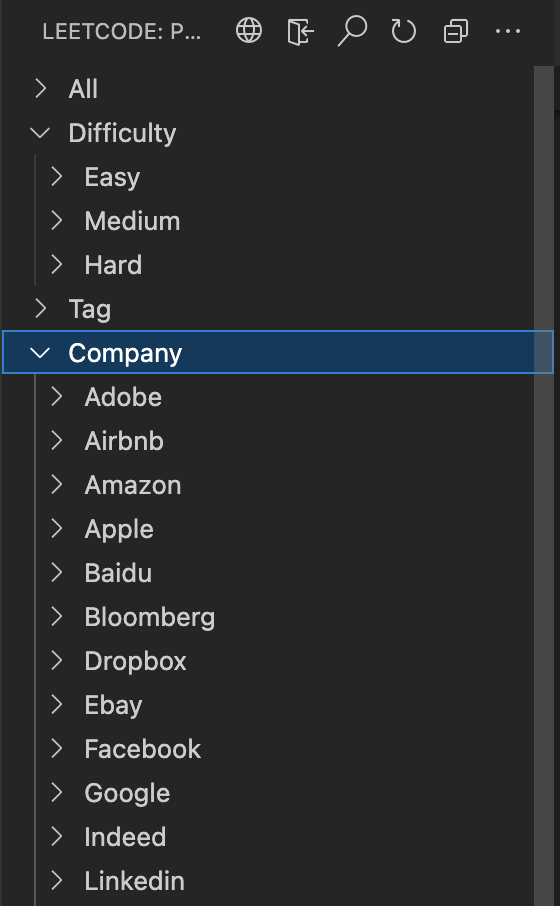 LEETCODE: P...
All
Difficulty
Easy
Medium
Hard
Tag
Company
Adobe
Airbnb
Amazon
Apple
Baidu
Bloomberg
Dropbox
Ebay
Facebook
Google
Indeed
Linkedin